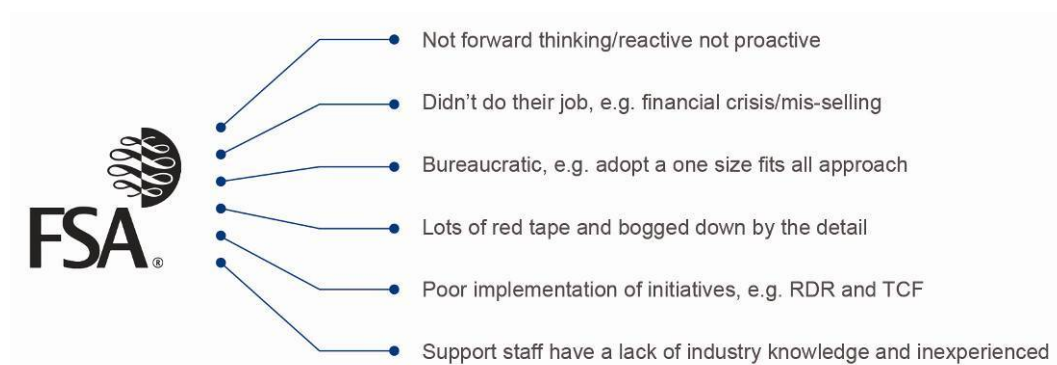 Not forward thinking/reactive not proactive
Didn’t do their job, e.g. financial crisis/mis-selling
Bureaucratic, e.g. adopt a one size fits all approach
FSA®
Lots of red tape and bogged down by the detail
Poor implementation of initiatives, e.g. RDR and TCF
Support staff have a lack of industry knowledge and inexperienced